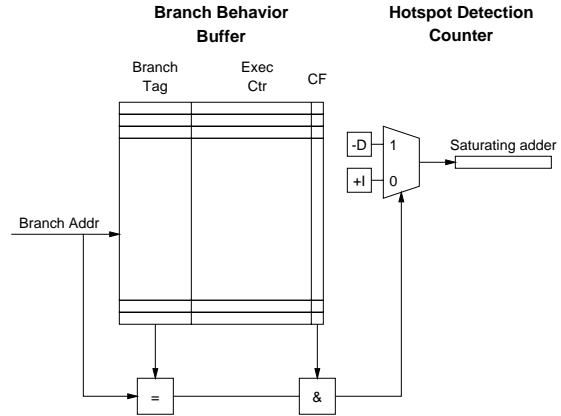 Branch Behavior
Buffer
Hotspot Detection
Counter
Branch
Tag
Exec
Ctr
CF
-D
1
Saturating adder
+I
0
Branch Addr
=
&